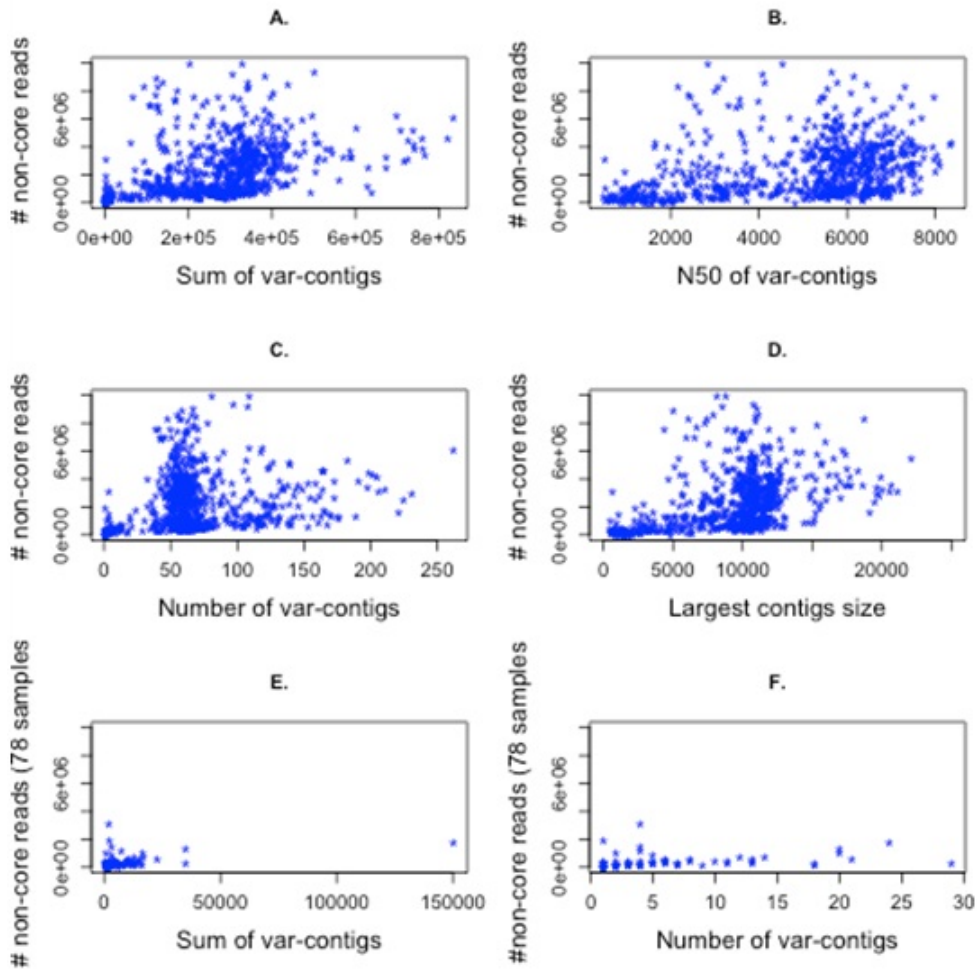 A.
# non-core reads
6e+06
0e+00
0e+00 2e+05 4e+05 6e+05 8e+05
Sum of var-contigs
B.
# non-core reads
6e+06
0e+00
2000 4000 6000 8000
N50 of var-contigs
C.
# non-core reads
6e+06
0e+00
0 50 100 150 200 250
Number of var-contigs
D.
# non-core reads
6e+06
0e+00
0 5000 10000 20000
Largest contigs size
E.
# non-core reads (78 samples
6e+06
0e+00
0 50000 100000 150000
Sum of var-contigs
F.
#non-core reads (78 samples
6e+06
0e+00
0 5 10 15 20 25 30
Number of var-contigs